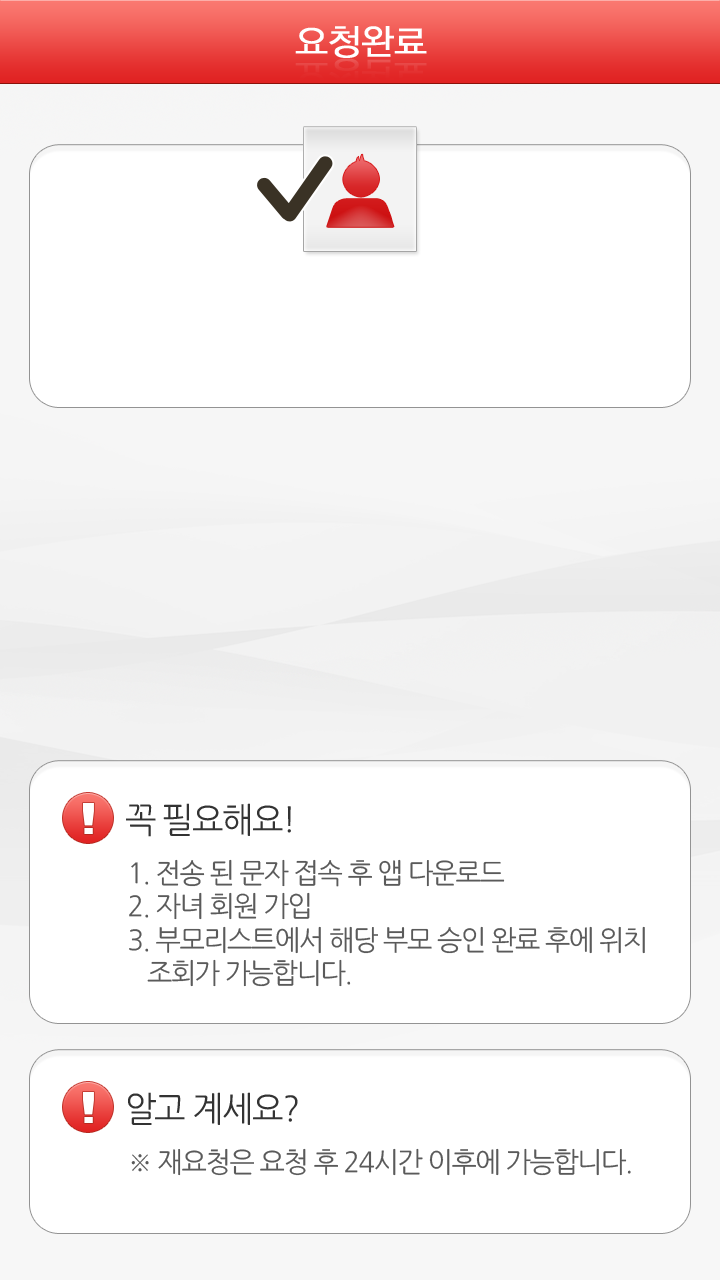 요청완료
꼭 필요해요!
1. 전송 된 문자 접속 후 앱 다운로드
2. 자녀 회원 가입
3. 부모리스트에서 해당 부모 승인 완료 후에 위치
조회가 가능합니다.
알고 계세요?
※ 재요청은 요청 후 24시간 이후에 가능합니다.